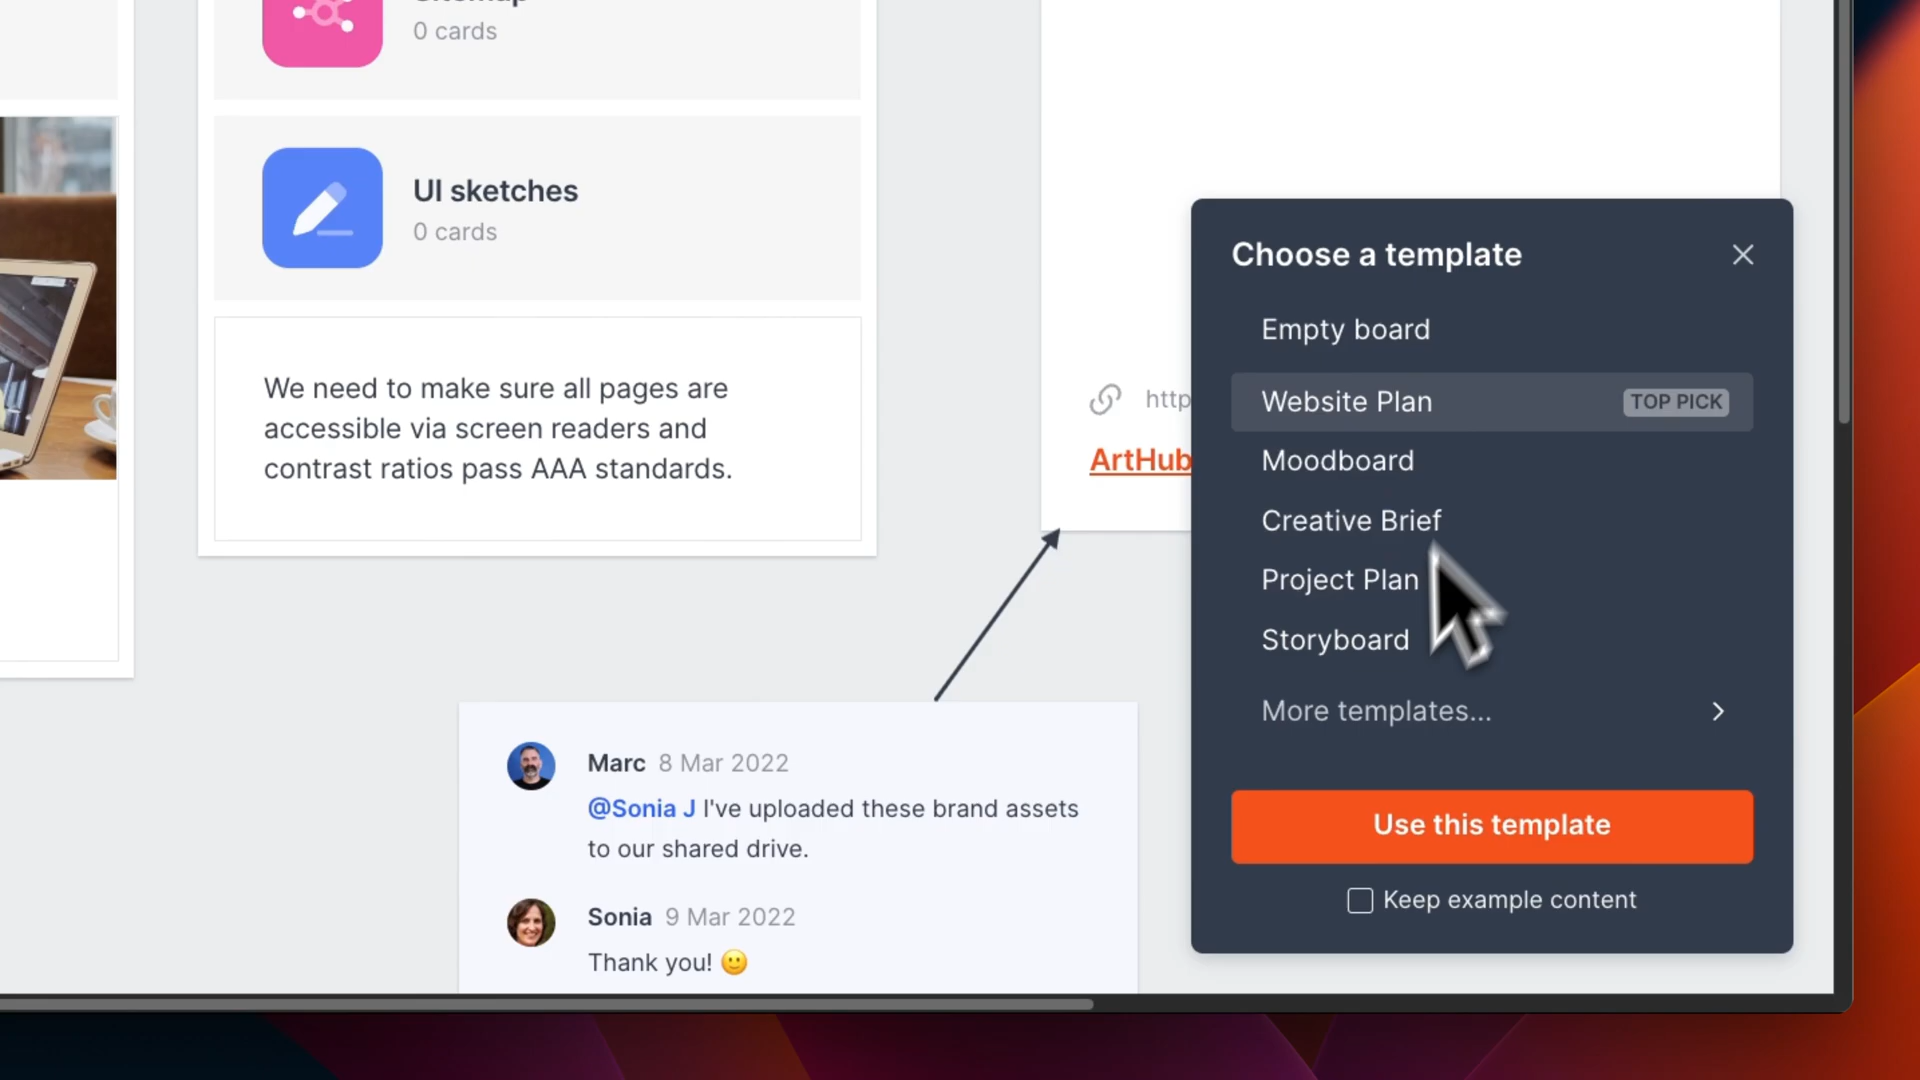 0 cards
UI sketches
0 cards
We need to make sure all pages are
accessible via screen readers and
contrast ratios pass AAA standards.
http
ArtHub
Marc 8 Mar 2022
@Sonia J I've uploaded these brand assets
to our shared drive.
Sonia 9 Mar 2022
Thank you! 🙂
Choose a template
Empty board
Website Plan TOP PICK
Moodboard
Creative Brief
Project Plan
Storyboard
More templates...
Use this template
Keep example content